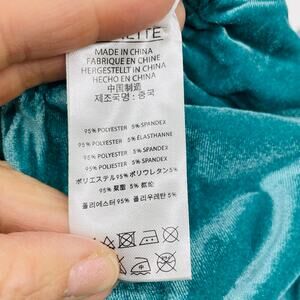 MADE IN CHINA
FABRIQUE EN CHINE
HERGESTELLT IN CHINA
HECHO EN CHINA
中国制造
제조국명 : 중국
95% POLYESTER 5% SPANDEX
95% POLYESTER 5% ÉLASTHANNE
95% POLYESTER 5% SPANDEX
95% POLYESTER 5% SPANDEX
ポリエステル95% ポリウレタン5%
95% 聚酯 5% 氨纶
폴리에스터 95% 폴리우레탄 5%